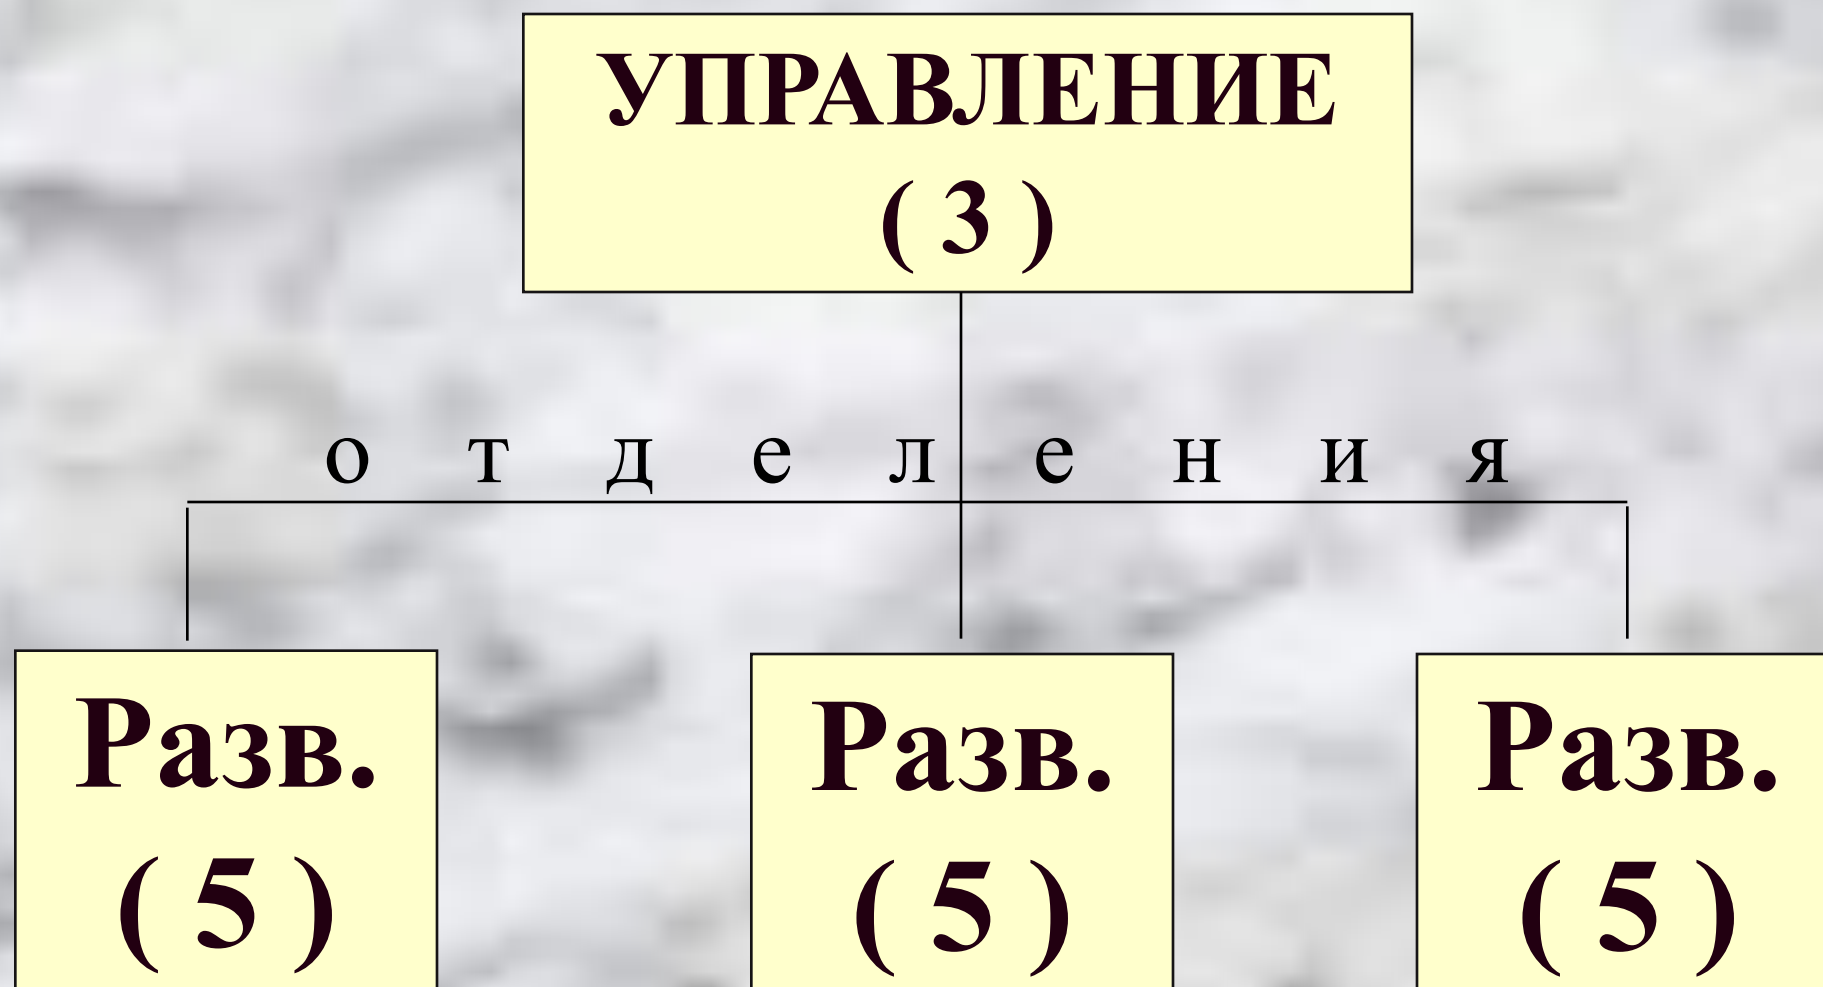 УПРАВЛЕНИЕ
( 3 )
о т д е л е н и я
Разв. Разв. Разв.
( 5 ) ( 5 ) ( 5 )